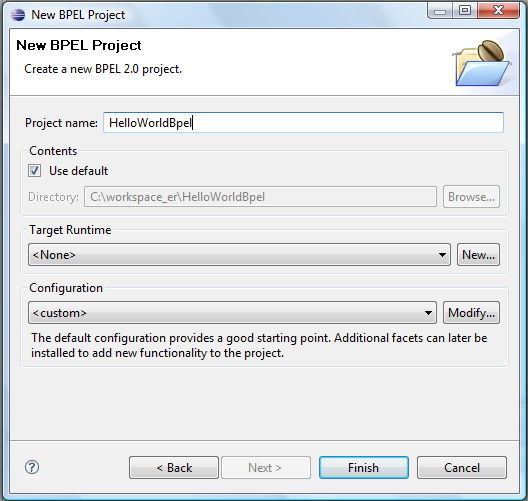 New BPEL Project
New BPEL Project
Create a new BPEL 2.0 project.
Project name: HelloWorldBpel
Contents
Use default
Directory: C:\workspace_er\HelloWorldBpel Browse...
Target Runtime
<None> New...
Configuration
<custom> Modify...
The default configuration provides a good starting point. Additional facets can later be
installed to add new functionality to the project.
? < Back Next > Finish Cancel